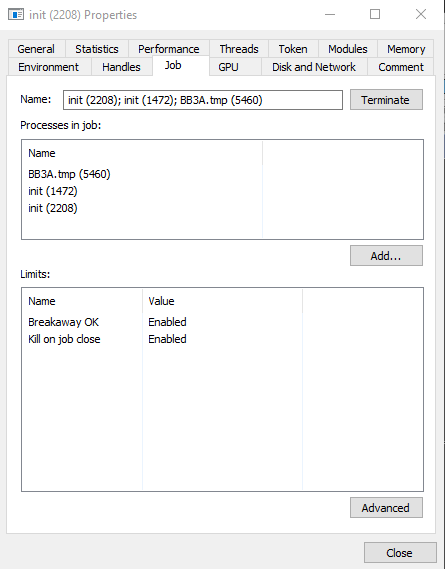 init (2208) Properties
General Statistics Performance Threads Token Modules Memory
Environment Handles Job GPU Disk and Network Comment
Name: init (2208); init (1472); BB3A.tmp (5460) Terminate
Processes in job:
Name
BB3A.tmp (5460)
init (1472)
init (2208)
Add...
Limits:
Name Value
Breakaway OK Enabled
Kill on job close Enabled
Advanced
Close